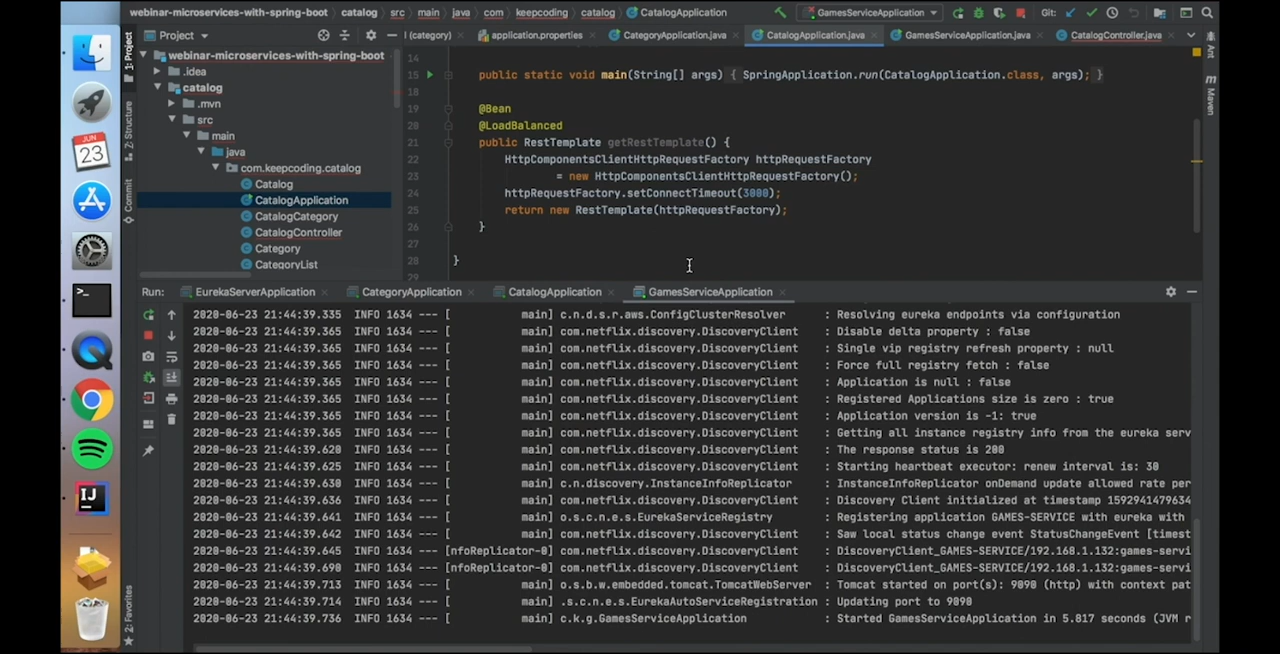 webinar-microservices-with-spring-boot catalog src main java com keepcoding catalog CatalogApplication GamesServiceApplication Git:
Project (category) application.properties CategoryApplication.java CatalogApplication.java GamesServiceApplication.java CatalogController.java
webinar-microservices-with-spring-boot
.idea
catalog
.mvn
src
main
java
com.keepcoding.catalog
Catalog
CatalogApplication
CatalogCategory
CatalogController
Category
CategoryList
1: Project
7: Structure
Commit
2: Favorites
Ant
Maven
JUN
23
14
15 public static void main(String[] args) { SpringApplication.run(CatalogApplication.class, args); }
18
19 @Bean
20 @LoadBalanced
21 public RestTemplate getRestTemplate() {
22 HttpComponentsClientHttpRequestFactory httpRequestFactory
23 = new HttpComponentsClientHttpRequestFactory();
24 httpRequestFactory.setConnectTimeout(3000);
25 return new RestTemplate(httpRequestFactory);
26 }
27
28 }
29
Run: EurekaServerApplication CategoryApplication CatalogApplication GamesServiceApplication
2020-06-23 21:44:39.335 INFO 1634 --- [ main] c.n.d.s.r.aws.ConfigClusterResolver : Resolving eureka endpoints via configuration
2020-06-23 21:44:39.365 INFO 1634 --- [ main] com.netflix.discovery.DiscoveryClient : Disable delta property : false
2020-06-23 21:44:39.365 INFO 1634 --- [ main] com.netflix.discovery.DiscoveryClient : Single vip registry refresh property : null
2020-06-23 21:44:39.365 INFO 1634 --- [ main] com.netflix.discovery.DiscoveryClient : Force full registry fetch : false
2020-06-23 21:44:39.365 INFO 1634 --- [ main] com.netflix.discovery.DiscoveryClient : Application is null : false
2020-06-23 21:44:39.365 INFO 1634 --- [ main] com.netflix.discovery.DiscoveryClient : Registered Applications size is zero : true
2020-06-23 21:44:39.365 INFO 1634 --- [ main] com.netflix.discovery.DiscoveryClient : Application version is -1: true
2020-06-23 21:44:39.365 INFO 1634 --- [ main] com.netflix.discovery.DiscoveryClient : Getting all instance registry info from the eureka serv
2020-06-23 21:44:39.620 INFO 1634 --- [ main] com.netflix.discovery.DiscoveryClient : The response status is 200
2020-06-23 21:44:39.625 INFO 1634 --- [ main] com.netflix.discovery.DiscoveryClient : Starting heartbeat executor: renew interval is: 30
2020-06-23 21:44:39.630 INFO 1634 --- [ main] c.n.discovery.InstanceInfoReplicator : InstanceInfoReplicator onDemand update allowed rate per
2020-06-23 21:44:39.636 INFO 1634 --- [ main] com.netflix.discovery.DiscoveryClient : Discovery Client initialized at timestamp 1592941479634
2020-06-23 21:44:39.641 INFO 1634 --- [ main] o.s.c.n.e.s.EurekaServiceRegistry : Registering application GAMES-SERVICE with eureka with
2020-06-23 21:44:39.642 INFO 1634 --- [ main] com.netflix.discovery.DiscoveryClient : Saw local status change event StatusChangeEvent [timest
2020-06-23 21:44:39.645 INFO 1634 --- [nfoReplicator-0] com.netflix.discovery.DiscoveryClient : DiscoveryClient_GAMES-SERVICE/192.168.1.132:games-servi
2020-06-23 21:44:39.690 INFO 1634 --- [nfoReplicator-0] com.netflix.discovery.DiscoveryClient : DiscoveryClient_GAMES-SERVICE/192.168.1.132:games-servi
2020-06-23 21:44:39.713 INFO 1634 --- [ main] o.s.b.w.embedded.tomcat.TomcatWebServer : Tomcat started on port(s): 9090 (http) with context pat
2020-06-23 21:44:39.714 INFO 1634 --- [ main] .s.c.n.e.s.EurekaAutoServiceRegistration : Updating port to 9090
2020-06-23 21:44:39.736 INFO 1634 --- [ main] c.k.g.GamesServiceApplication : Started GamesServiceApplication in 5.817 seconds (JVM r